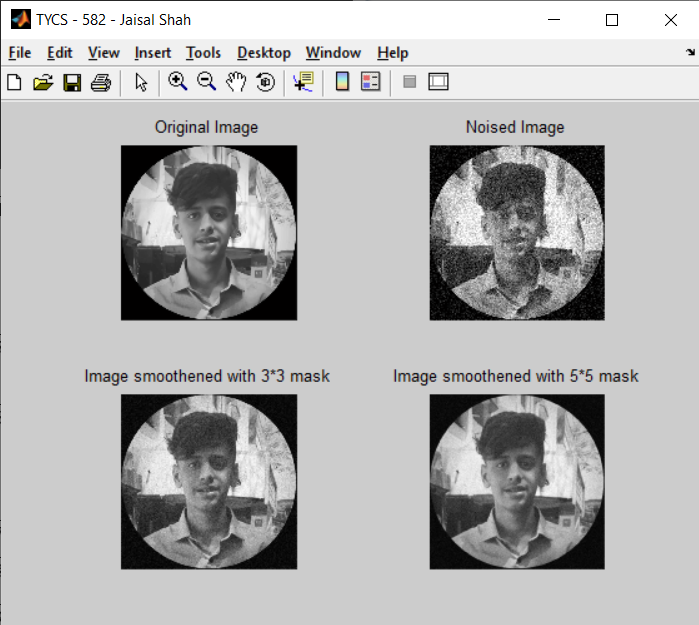 TYCS - 582 - Jaisal Shah
File Edit View Insert Tools Desktop Window Help
Original Image
Noised Image
Image smoothened with 3*3 mask
Image smoothened with 5*5 mask